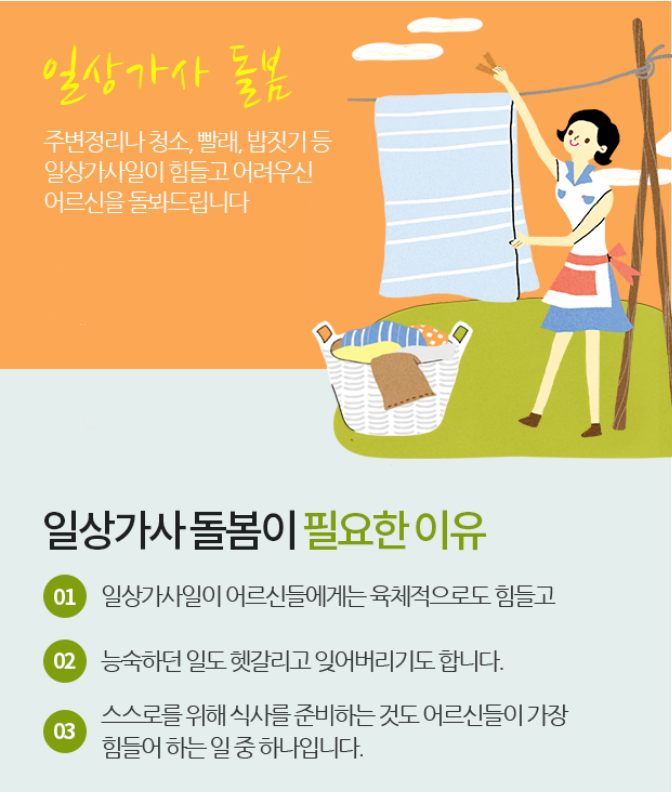 일상가사 돌봄
주변정리나 청소, 빨래, 밥짓기 등
일상가사일이 힘들고 어려우신
어르신을 돌봐드립니다
일상가사 돌봄이 필요한 이유
01 일상가사일이 어르신들에게는 육체적으로도 힘들고
02 능숙하던 일도 헷갈리고 잊어버리기도 합니다.
03 스스로를 위해 식사를 준비하는 것도 어르신들이 가장
힘들어 하는 일 중 하나입니다.